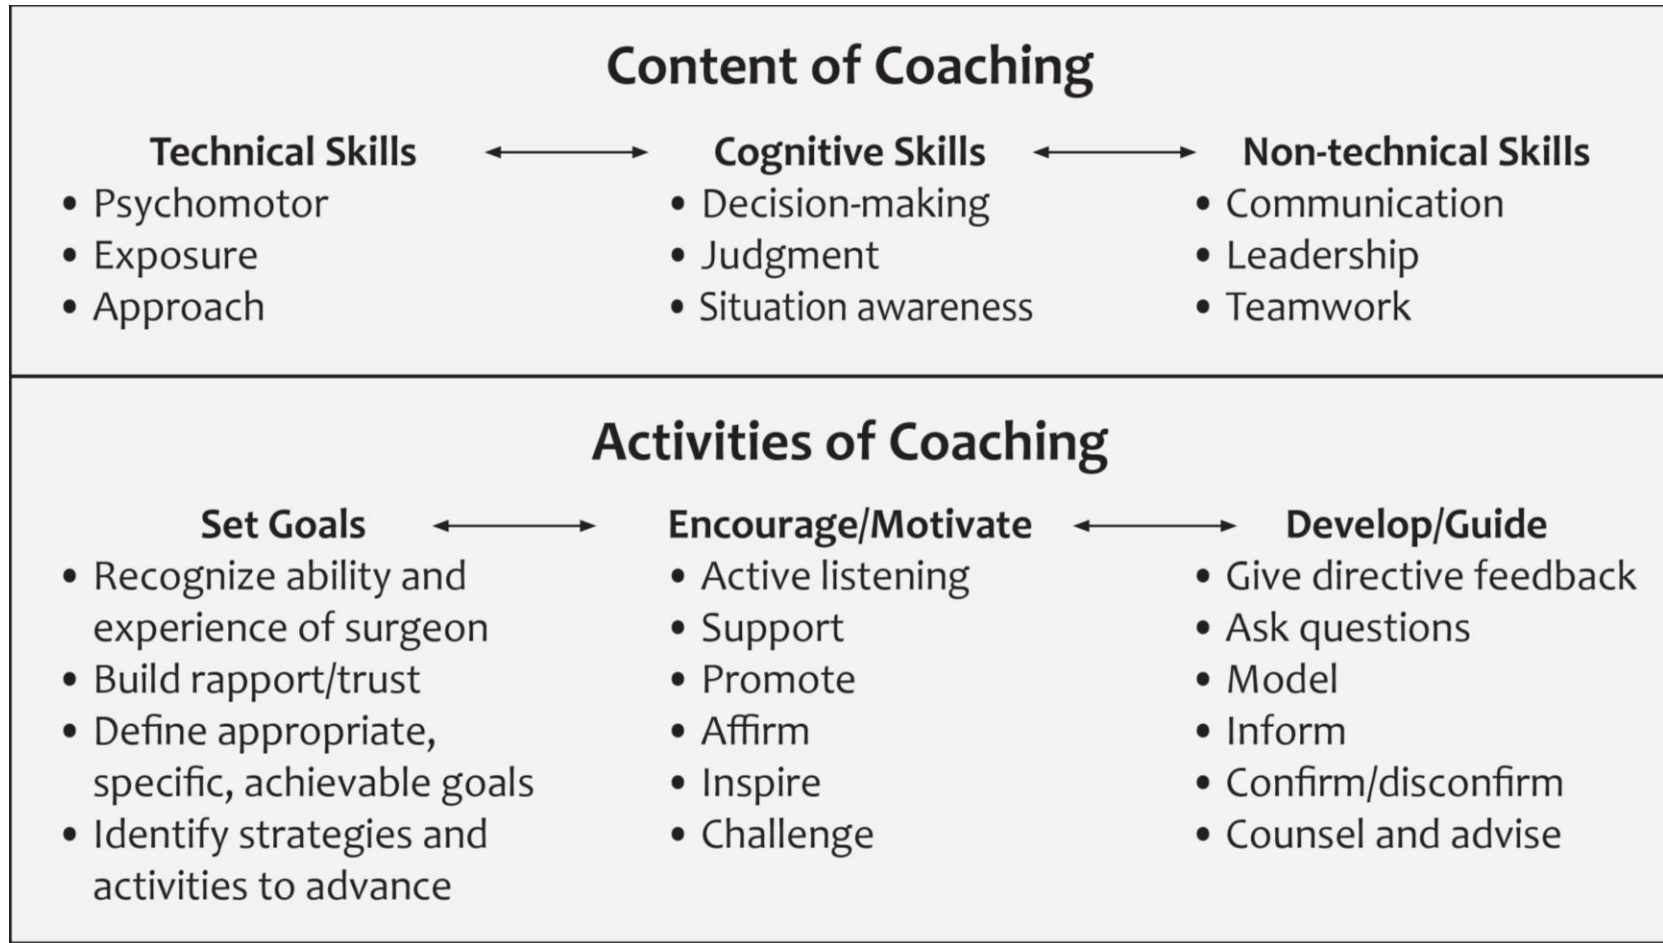 Content of Coaching
Technical Skills
• Psychomotor
• Exposure
• Approach
Cognitive Skills
• Decision-making
• Judgment
• Situation awareness
Non-technical Skills
• Communication
• Leadership
• Teamwork
Activities of Coaching
Set Goals
• Recognize ability and
experience of surgeon
• Build rapport/trust
• Define appropriate,
specific, achievable goals
• Identify strategies and
activities to advance
Encourage/Motivate
• Active listening
• Support
• Promote
• Affirm
• Inspire
• Challenge
Develop/Guide
• Give directive feedback
• Ask questions
• Model
• Inform
• Confirm/disconfirm
• Counsel and advise